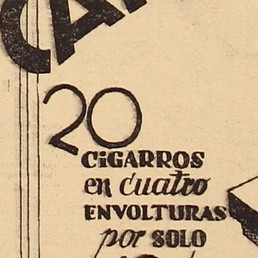 20
CIGARROS
en cuatro
ENVOLTURAS
por SOLO